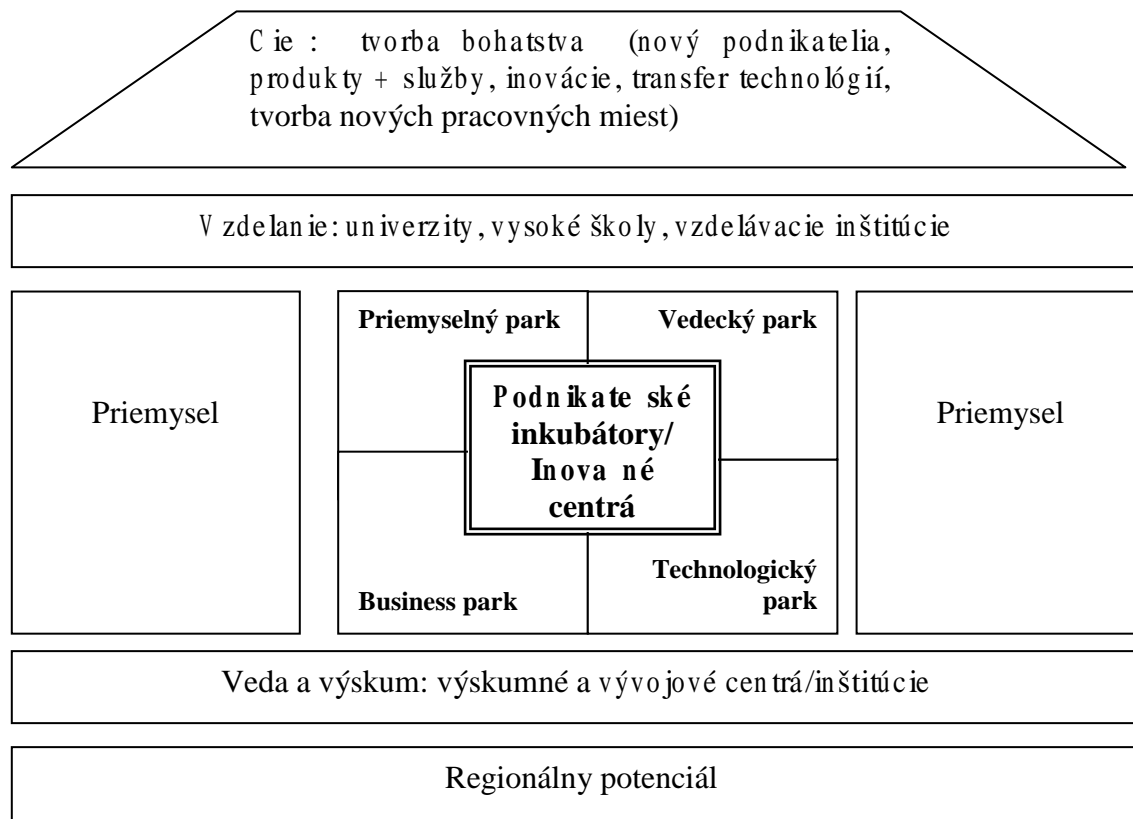 Cie : tvorba bohatstva (nový podnikatelia,
produkty + služby, inovácie, transfer technológií,
tvorba nových pracovných miest)
Vzdelanie: univerzity, vysoké školy, vzdelávacie inštitúcie
Priemysel
Priemyselný park
Vedecký park
Podnikate ské
inkubátory/
Inova né
centrá
Business park
Technologický
park
Priemysel
Veda a výskum: výskumné a vývojové centrá/inštitúcie
Regionálny potenciál